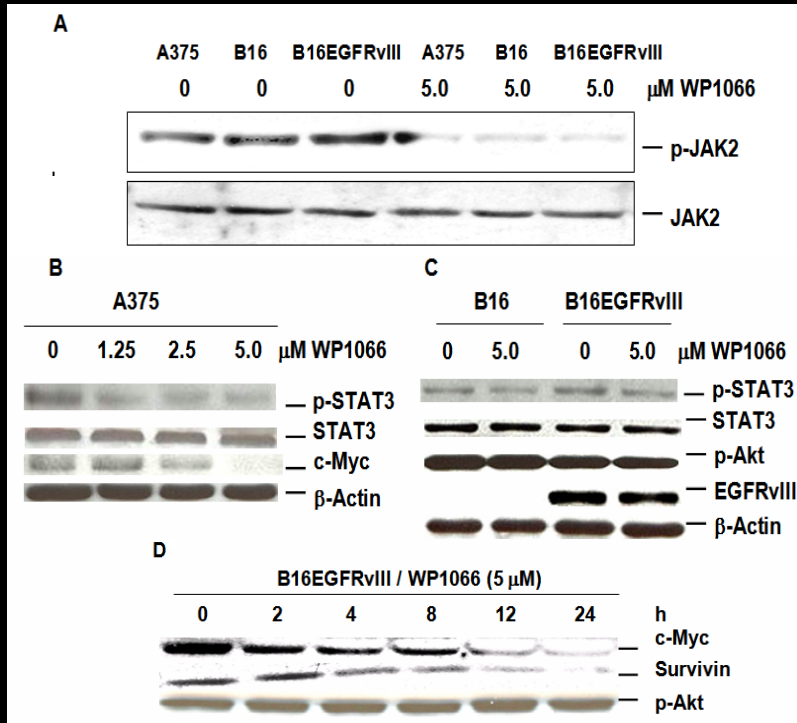 A
A375 B16 B16EGFRvIII A375 B16 B16EGFRvIII
0 0 0 5.0 5.0 5.0 μM WP1066
p-JAK2
JAK2
B
A375
0 1.25 2.5 5.0 μM WP1066
p-STAT3
STAT3
c-Myc
β-Actin
C
B16 B16EGFRvIII
0 5.0 0 5.0 μM WP1066
p-STAT3
STAT3
p-Akt
EGFRvIII
β-Actin
D
B16EGFRvIII / WP1066 (5 μM)
0 2 4 8 12 24 h
c-Myc
Survivin
p-Akt